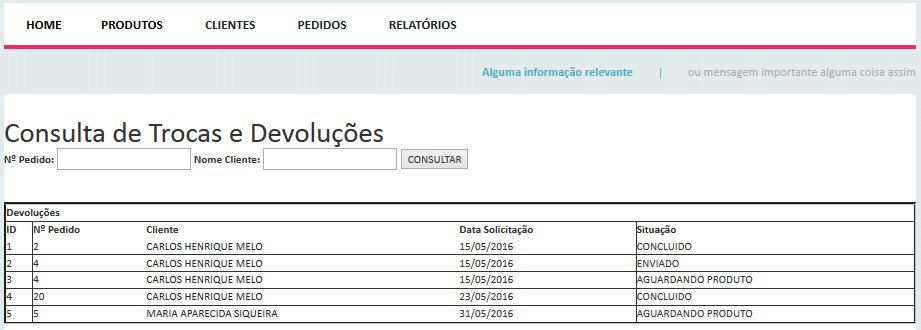 HOME PRODUTOS CLIENTES PEDIDOS RELATÓRIOS
Alguma informação relevante | ou mensagem importante alguma coisa assim
Consulta de Trocas e Devoluções
Nº Pedido: Nome Cliente: CONSULTAR
Devoluções
ID Nº Pedido Cliente Data Solicitação Situação
1 2 CARLOS HENRIQUE MELO 15/05/2016 CONCLUIDO
2 4 CARLOS HENRIQUE MELO 15/05/2016 ENVIADO
3 4 CARLOS HENRIQUE MELO 15/05/2016 AGUARDANDO PRODUTO
4 20 CARLOS HENRIQUE MELO 23/05/2016 CONCLUIDO
5 5 MARIA APARECIDA SIQUEIRA 31/05/2016 AGUARDANDO PRODUTO